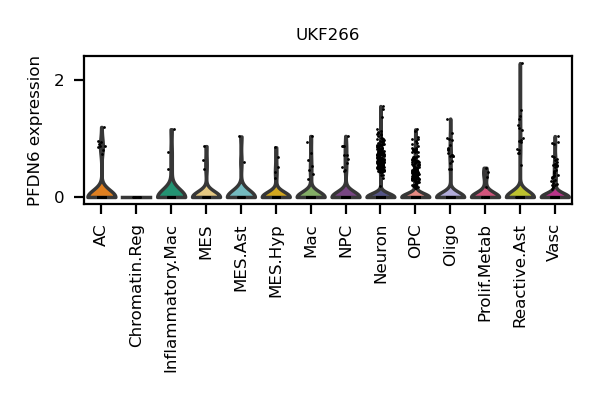 UKF266
PFDN6 expression
2
0
AC
Chromatin.Reg
Inflammatory.Mac
MES
MES.Ast
MES.Hyp
Mac
NPC
Neuron
OPC
Oligo
Prolif.Metab
Reactive.Ast
Vasc